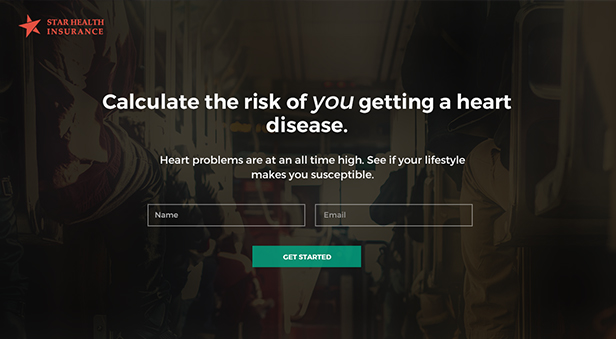 STAR HEALTH
INSURANCE
Calculate the risk of you getting a heart
disease.
Heart problems are at an all time high. See if your lifestyle
makes you susceptible.
Name
Email
GET STARTED